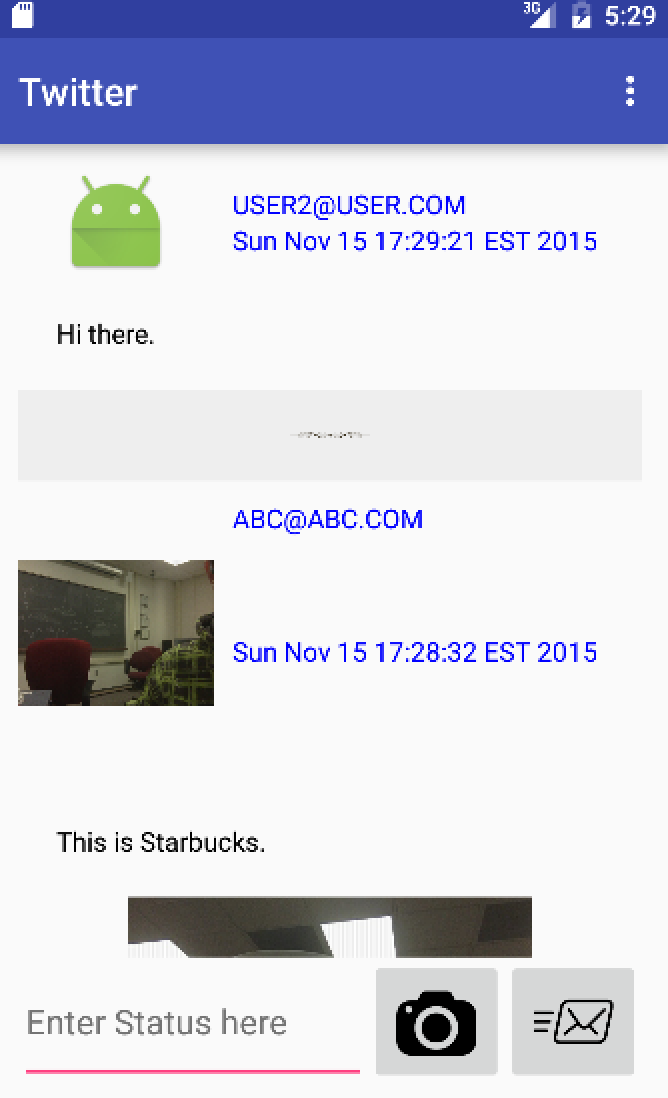 3G 5:29
Twitter
USER2@USER.COM
Sun Nov 15 17:29:21 EST 2015
Hi there.
ABC@ABC.COM
Sun Nov 15 17:28:32 EST 2015
This is Starbucks.
Enter Status here